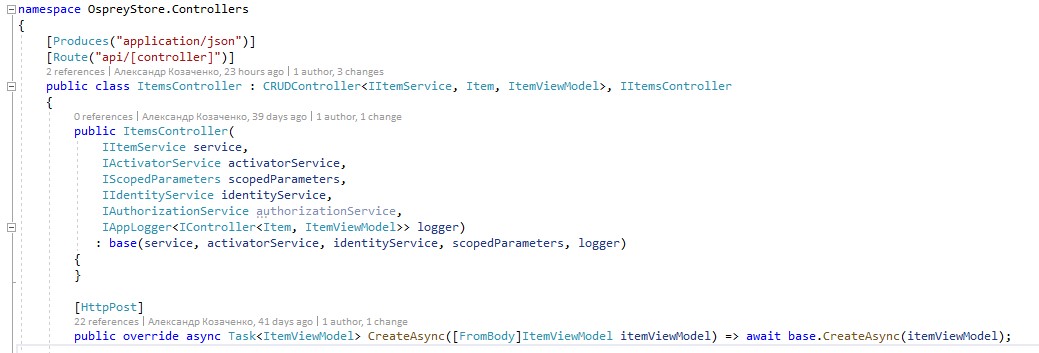 namespace OspreyStore.Controllers
{
[Produces("application/json")]
[Route("api/[controller]")]
2 references | Александр Козаченко, 23 hours ago | 1 author, 3 changes
public class ItemsController : CRUDController<IItemService, Item, ItemViewModel>, IItemsController
{
0 references | Александр Козаченко, 39 days ago | 1 author, 1 change
public ItemsController(
IItemService service,
IActivatorService activatorService,
IScopedParameters scopedParameters,
IIdentityService identityService,
IAuthorizationService authorizationService,
IAppLogger<IController<Item, ItemViewModel>> logger)
: base(service, activatorService, identityService, scopedParameters, logger)
{
}
[HttpPost]
22 references | Александр Козаченко, 41 days ago | 1 author, 1 change
public override async Task<ItemViewModel> CreateAsync([FromBody]ItemViewModel itemViewModel) => await base.CreateAsync(itemViewModel);